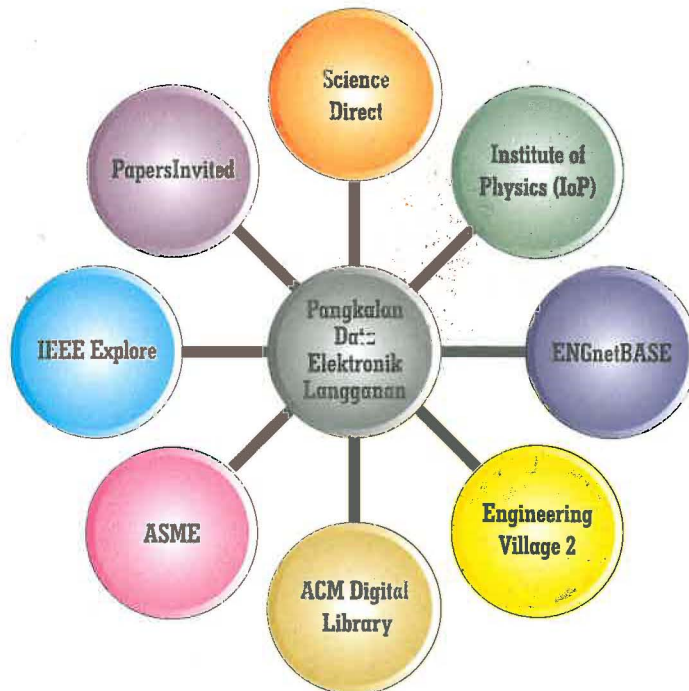 Science
Direct
Institute of
Physics (IoP)
ENGnetBASE
Engineering
Village 2
ACM Digital
Library
ASME
IEEE Explore
PapersInvited
Pangkalan
Data
Elektronik
Langganan